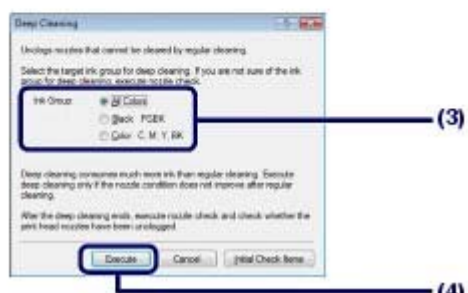 Deep Cleaning
Unclogs nozzles that cannot be cleared by regular cleaning.
Select the target ink group for deep cleaning. If you are not sure of the ink
group for deep cleaning, execute nozzle check.
Ink Group:
All Colors
Black PGBK
Color C, M, Y, BK
(3)
Deep cleaning consumes much more ink than regular cleaning. Execute
deep cleaning only if the nozzle condition does not improve after regular
cleaning.
After the deep cleaning ends, execute nozzle check and check whether the
print head nozzles have been unclogged.
Execute Cancel Initial Check Items
(4)